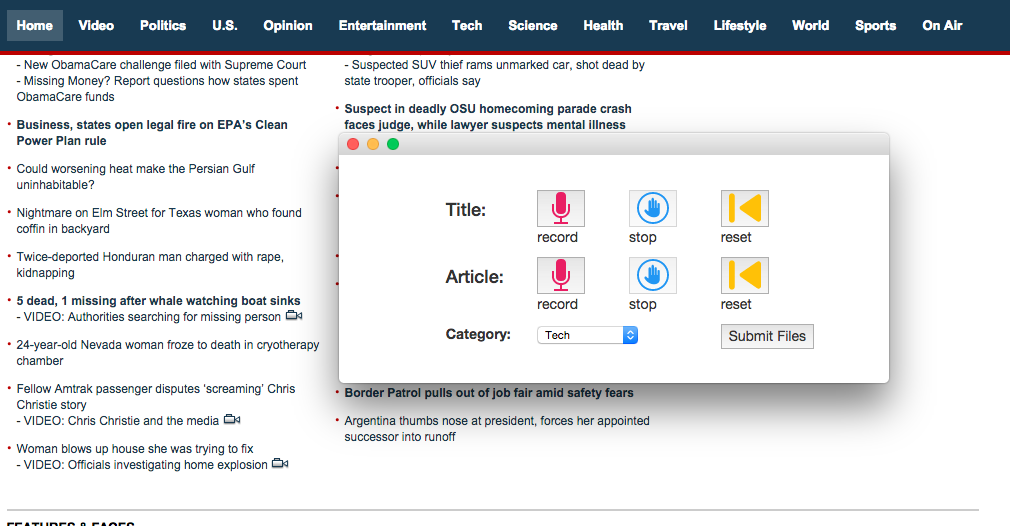 Home Video Politics U.S. Opinion Entertainment Tech Science Health Travel Lifestyle World Sports On Air
- New ObamaCare challenge filed with Supreme Court
- Missing Money? Report questions how states spent
ObamaCare funds
Business, states open legal fire on EPA's Clean
Power Plan rule
Could worsening heat make the Persian Gulf
uninhabitable?
Nightmare on Elm Street for Texas woman who found
coffin in backyard
Twice-deported Honduran man charged with rape,
kidnapping
5 dead, 1 missing after whale watching boat sinks
- VIDEO: Authorities searching for missing person
24-year-old Nevada woman froze to death in cryotherapy
chamber
Fellow Amtrak passenger disputes ‘screaming’ Chris
Christie story
- VIDEO: Chris Christie and the media
Woman blows up house she was trying to fix
- VIDEO: Officials investigating home explosion
- Suspected SUV thief rams unmarked car, shot dead by
state trooper, officials say
Suspect in deadly OSU homecoming parade crash
faces judge, while lawyer suspects mental illness
Title:
record stop reset
Article:
record stop reset
Category: Tech Submit Files
Border Patrol pulls out of job fair amid safety fears
Argentina thumbs nose at president, forces her appointed
successor into runoff
FEATURES & FACES